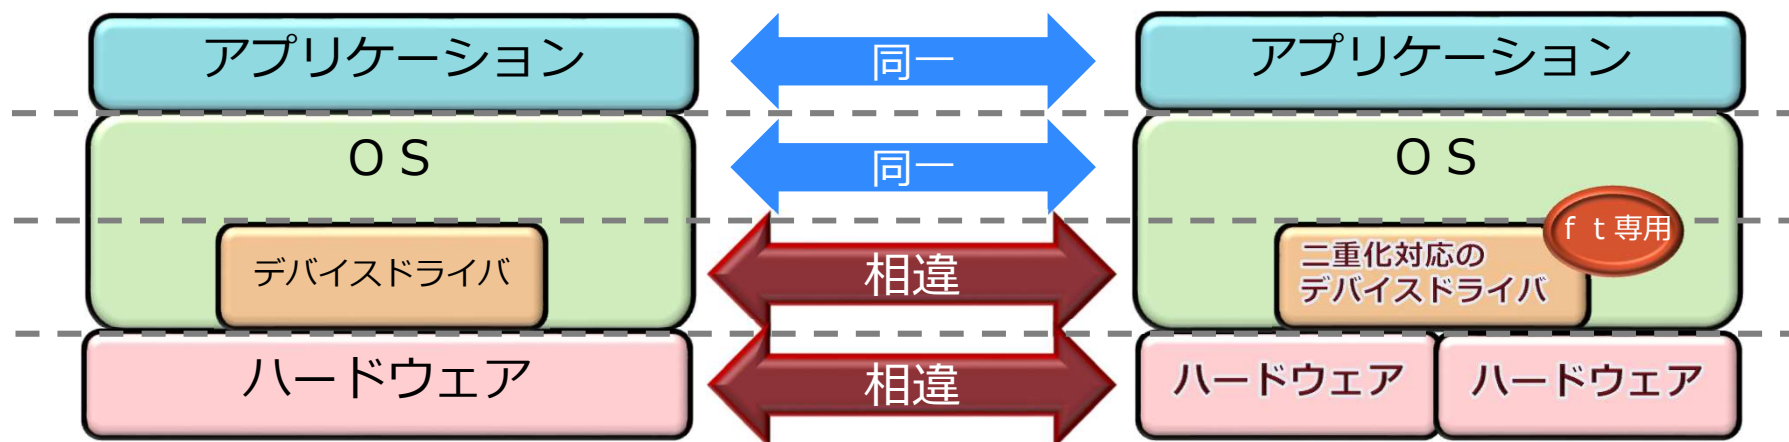 アプリケーション
同一
アプリケーション
ＯＳ
同一
ＯＳ
ｆｔ専用
デバイスドライバ
相違
二重化対応の
デバイスドライバ
ハードウェア
相違
ハードウェア
ハードウェア